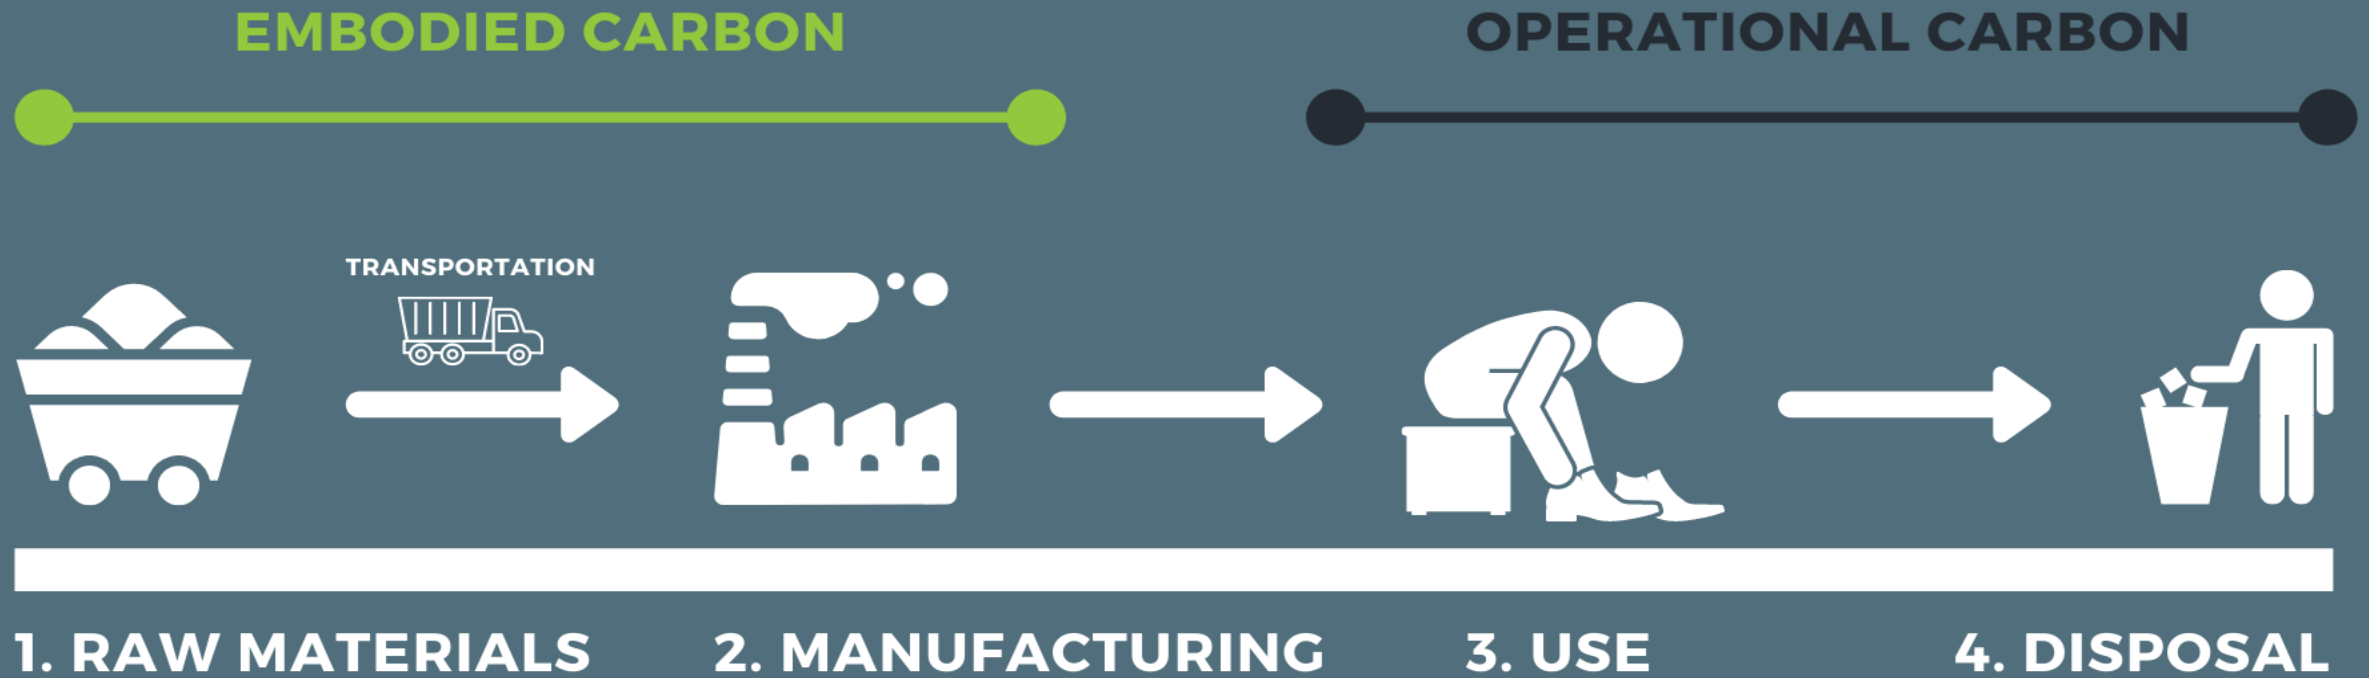 EMBODIED CARBON
OPERATIONAL CARBON
TRANSPORTATION
1. RAW MATERIALS
2. MANUFACTURING
3. USE
4. DISPOSAL